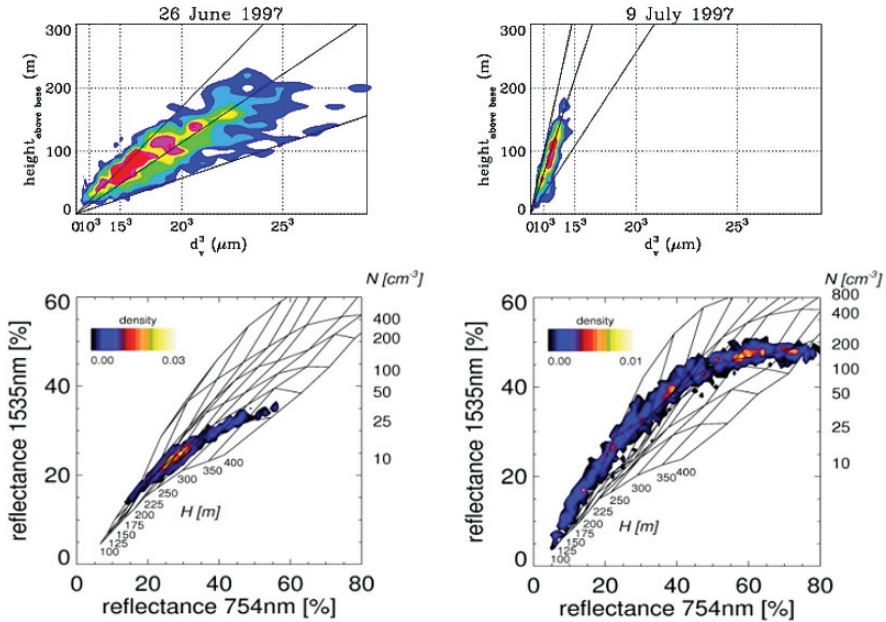 26 June 1997
height above base (m)
300
200
100
0
0 10³ 15³ 20³ 25³
d³v (μm)
9 July 1997
height above base (m)
300
200
100
0
0 10³ 15³ 20³ 25³
d³v (μm)
reflectance 1535nm [%]
60
40
20
0
density
0.00 0.03
N [cm⁻³]
400
200
100
50
25
10
400
350
300
250
225
200
175
150
125
100
H [m]
0 20 40 60 80
reflectance 754nm [%]
reflectance 1535nm [%]
60
40
20
0
density
0.00 0.01
N [cm⁻³]
800
400
200
100
50
25
10
400
350
300
250
225
200
175
150
125
100
H [m]
0 20 40 60 80
reflectance 754nm [%]